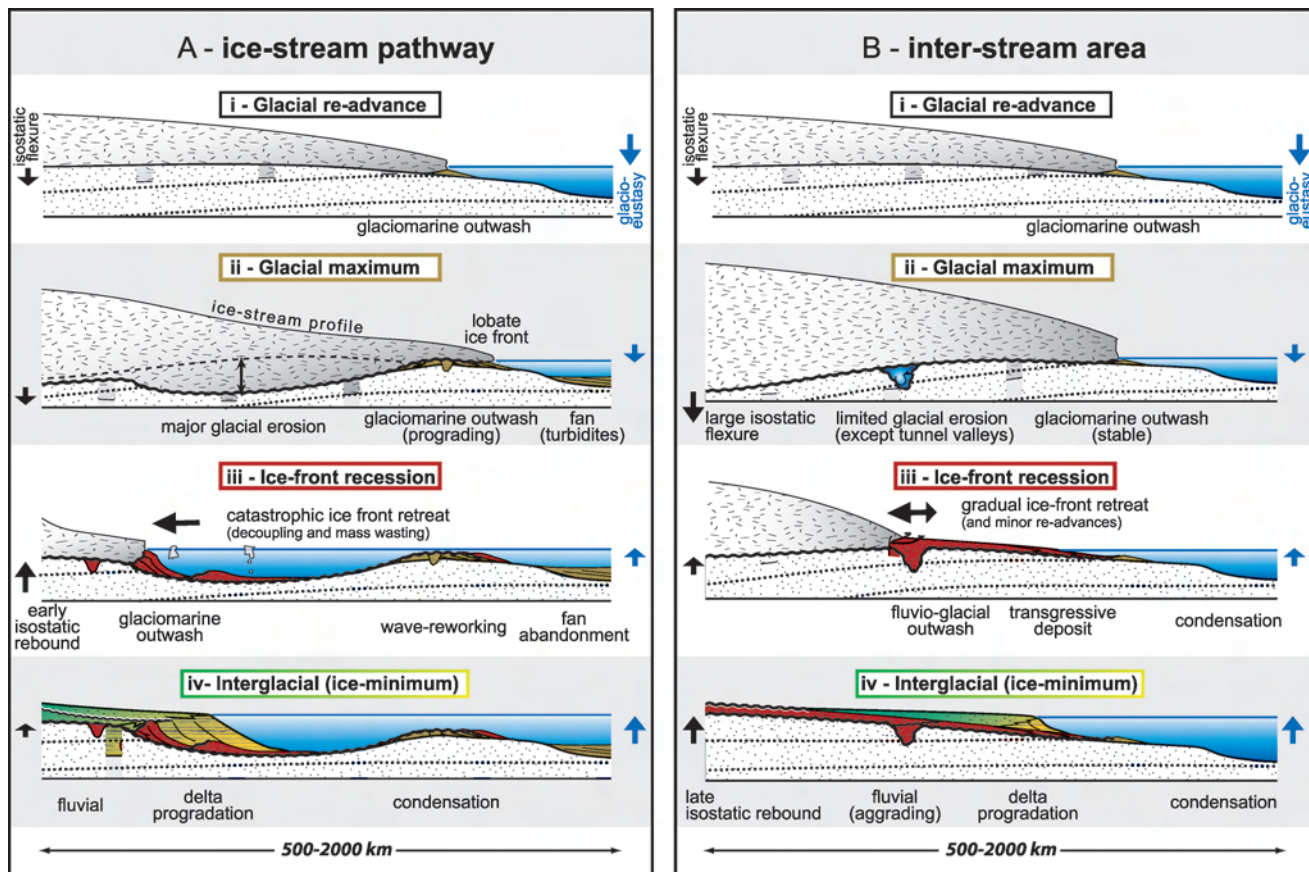 A - ice-stream pathway
i - Glacial re-advance
isostatic
flexure
glacio-
eustasy
glaciomarine outwash
ii - Glacial maximum
ice-stream profile
lobate
ice front
major glacial erosion
glaciomarine outwash
(prograding)
fan
(turbidites)
iii - Ice-front recession
catastrophic ice front retreat
(decoupling and mass wasting)
early
isostatic
rebound
glaciomarine
outwash
wave-reworking
fan
abandonment
iv- Interglacial (ice-minimum)
fluvial
delta
progradation
condensation
500-2000 km
B - inter-stream area
i - Glacial re-advance
isostatic
flexure
glacio-
eustasy
glaciomarine outwash
ii - Glacial maximum
large isostatic
flexure
limited glacial erosion
(except tunnel valleys)
glaciomarine outwash
(stable)
iii - Ice-front recession
gradual ice-front retreat
(and minor re-advances)
fluvio-glacial
outwash
transgressive
deposit
condensation
iv - Interglacial (ice-minimum)
late
isostatic rebound
fluvial
(aggrading)
delta
progradation
condensation
500-2000 km